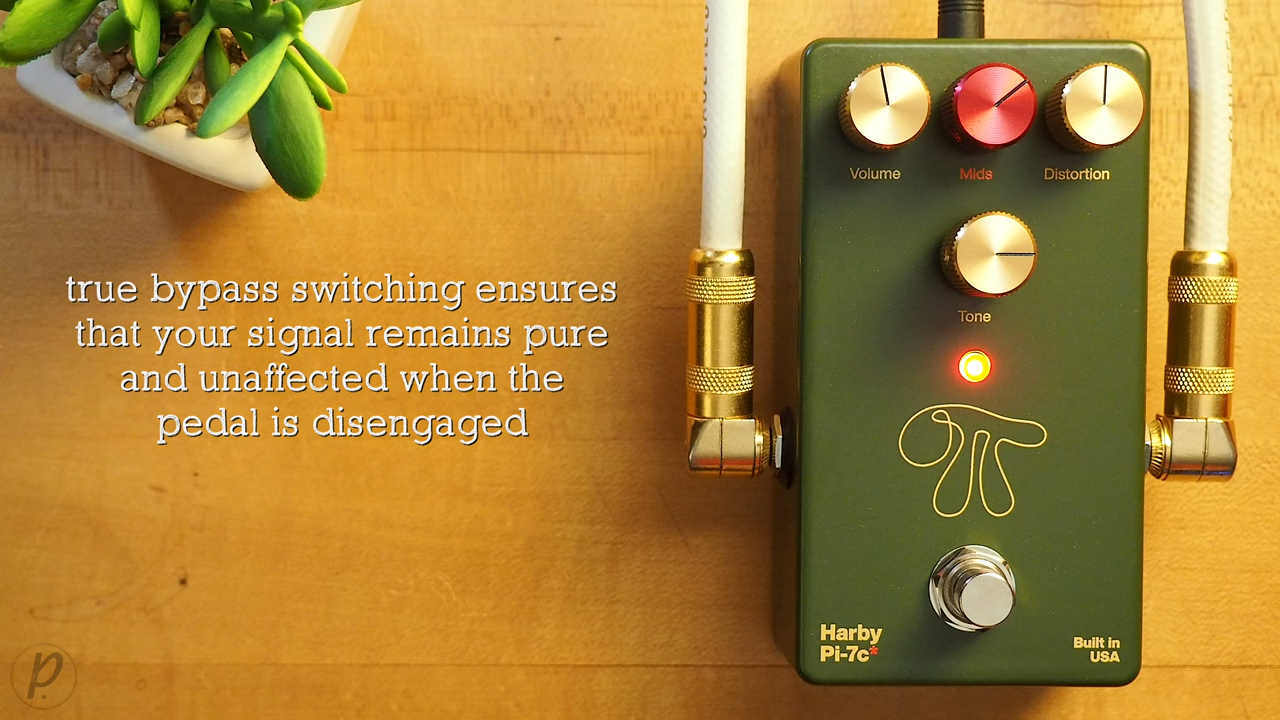 true bypass switching ensures
that your signal remains pure
and unaffected when the
pedal is disengaged
Volume
Mids
Distortion
Tone
Harby
Pi-7c*
Built in
USA
p.